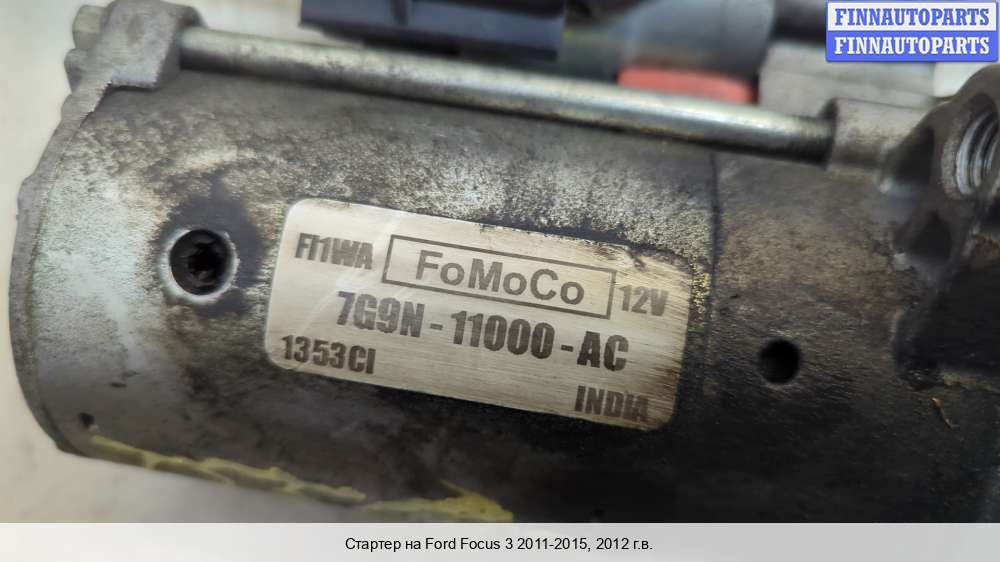 FINNAUTOPARTS
FINNAUTOPARTS
FI1WA FoMoCo 12V
7G9N-11000-AC
1353CI
INDIA
Стартер на Ford Focus 3 2011-2015, 2012 г.в.